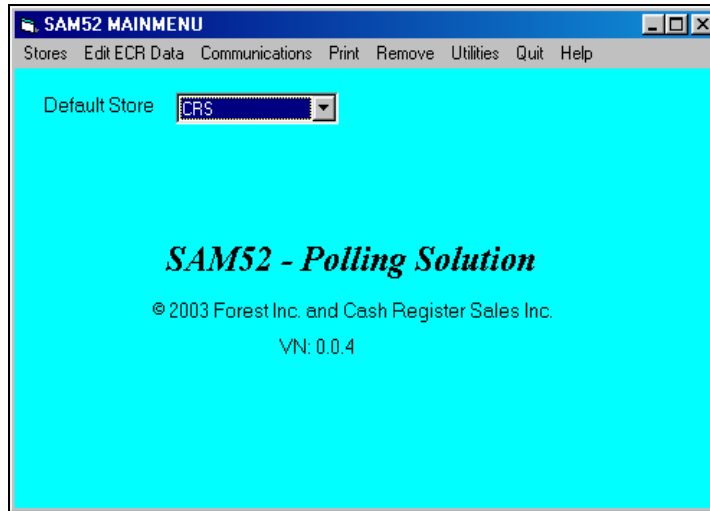 SAM52 MAINMENU
Stores Edit ECR Data Communications Print Remove Utilities Quit Help
Default Store CRS
SAM52 - Polling Solution
© 2003 Forest Inc. and Cash Register Sales Inc.
VN: 0.0.4